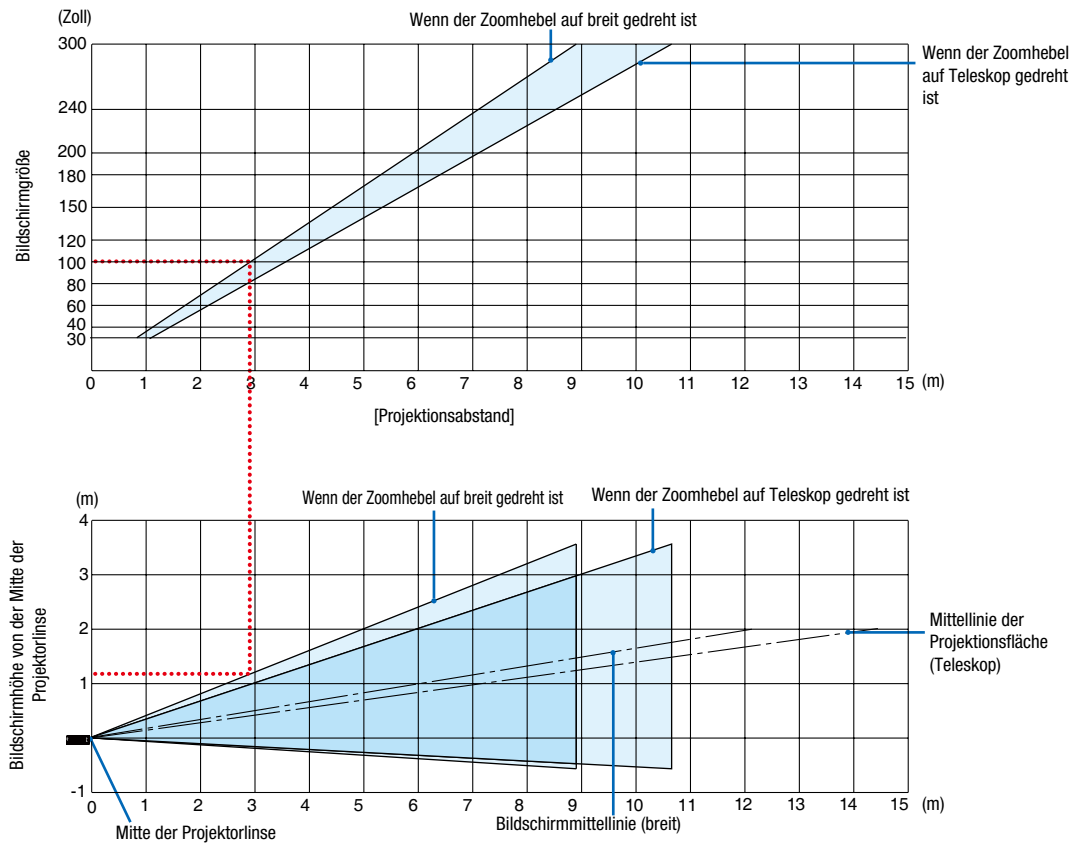 (Zoll)
Wenn der Zoomhebel auf breit gedreht ist
Wenn der Zoomhebel
auf Teleskop gedreht
ist
Bildschirmgröße
300
240
200
180
150
120
100
80
60
40
30
0 1 2 3 4 5 6 7 8 9 10 11 12 13 14 15 (m)
[Projektionsabstand]
(m)
Wenn der Zoomhebel auf breit gedreht ist
Wenn der Zoomhebel auf Teleskop gedreht ist
Bildschirmhöhe von der Mitte der
Projektorlinse
4
3
2
1
0
-1
Mittellinie der
Projektionsfläche
(Teleskop)
0 1 2 3 4 5 6 7 8 9 10 11 12 13 14 15 (m)
Mitte der Projektorlinse
Bildschirmmittellinie (breit)